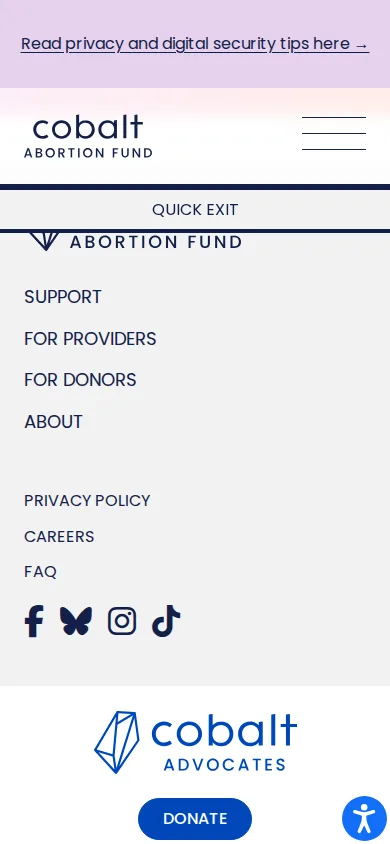 Read privacy and digital security tips here →
cobalt
ABORTION FUND
QUICK EXIT
ABORTION FUND
SUPPORT
FOR PROVIDERS
FOR DONORS
ABOUT
PRIVACY POLICY
CAREERS
FAQ
cobalt
ADVOCATES
DONATE